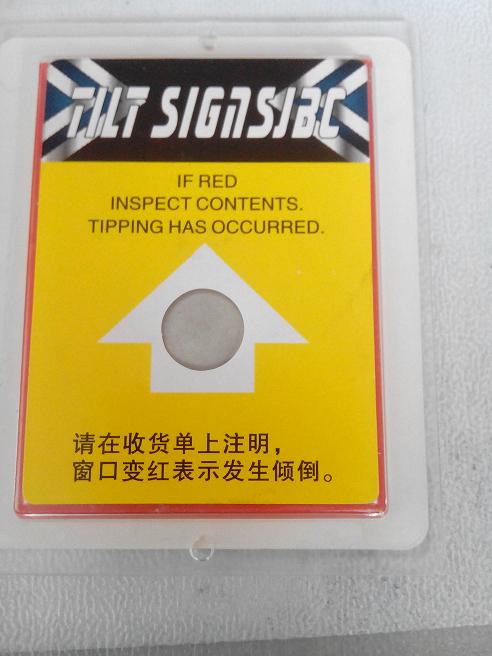 TILT SIGNSJBC
IF RED
INSPECT CONTENTS.
TIPPING HAS OCCURRED.
请在收货单上注明，
窗口变红表示发生倾倒。